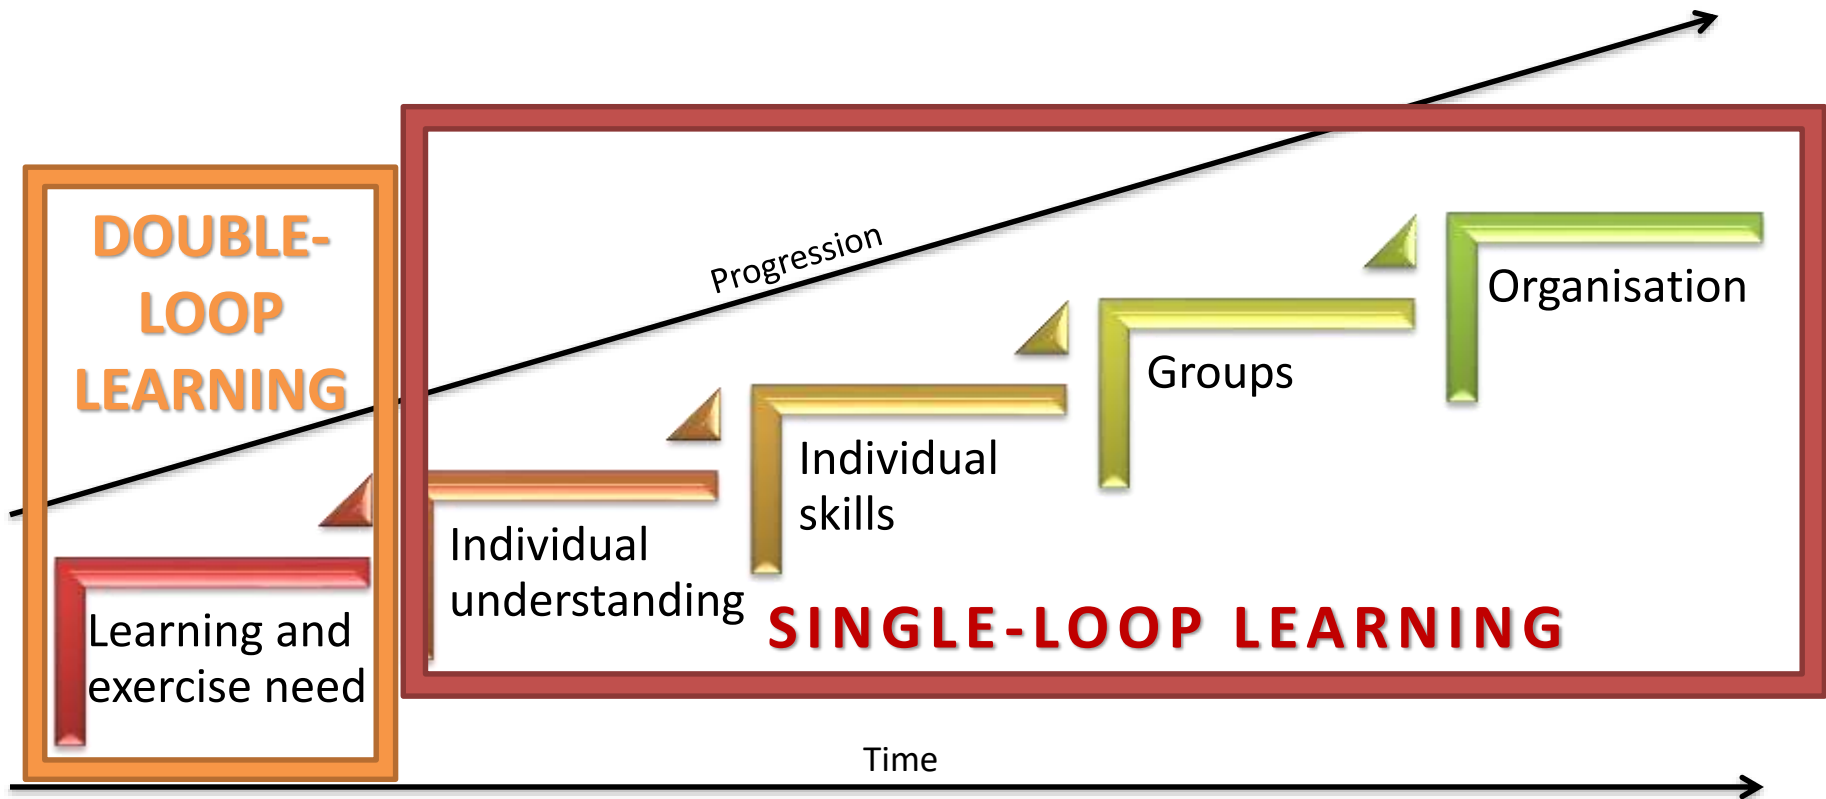 DOUBLE-
LOOP
LEARNING
Learning and
exercise need
Progression
Individual
understanding
Individual
skills
Groups
Organisation
SINGLE-LOOP LEARNING
Time